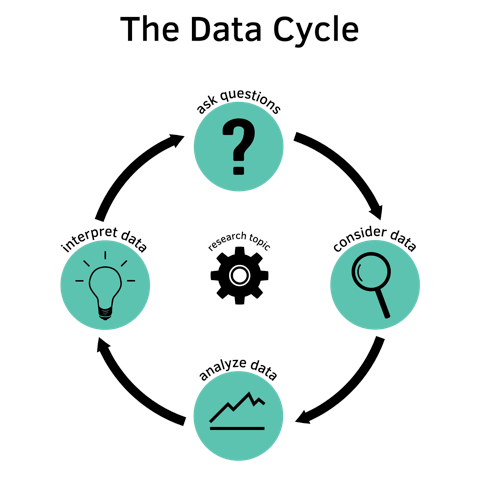 The Data Cycle
ask questions
interpret data
research topic
consider data
analyze data